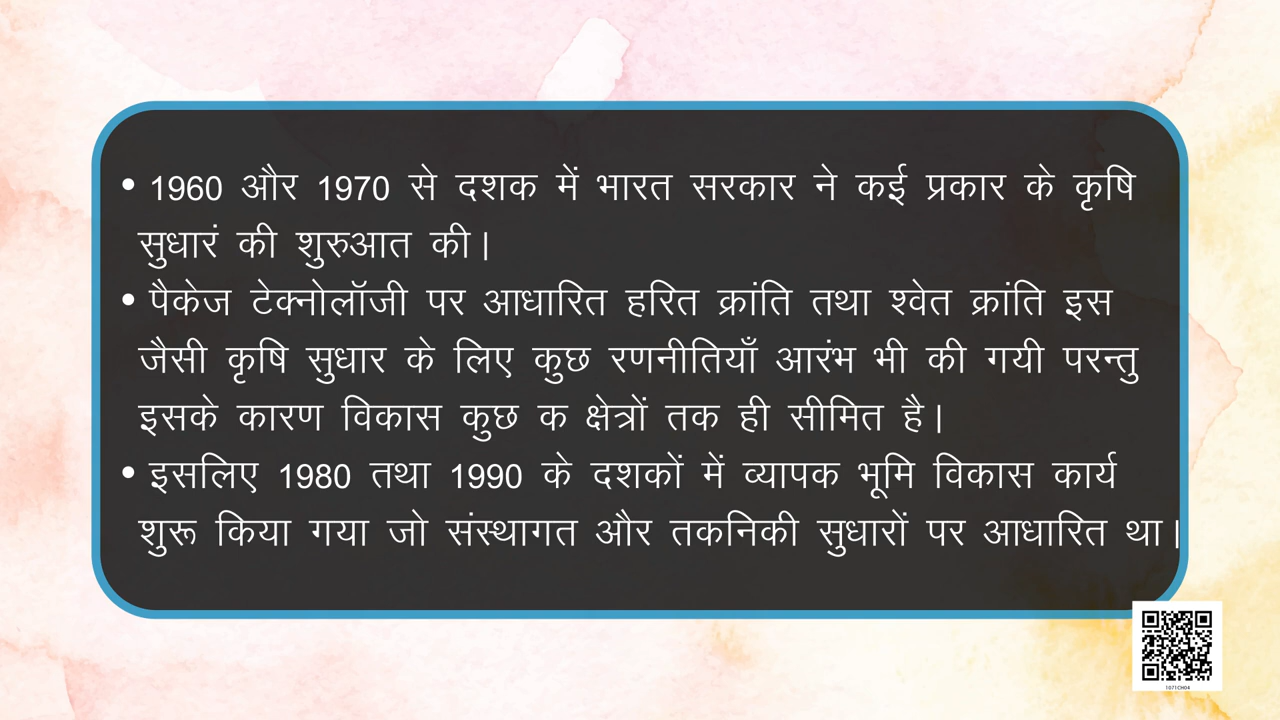 • 1960 और 1970 से दशक में भारत सरकार ने कई प्रकार के कृषि
सुधारं की शुरुआत की।
• पैकेज टेक्नोलॉजी पर आधारित हरित क्रांति तथा श्वेत क्रांति इस
जैसी कृषि सुधार के लिए कुछ रणनीतियाँ आरंभ भी की गयी परन्तु
इसके कारण विकास कुछ क क्षेत्रों तक ही सीमित है।
• इसलिए 1980 तथा 1990 के दशकों में व्यापक भूमि विकास कार्य
शुरू किया गया जो संस्थागत और तकनिकी सुधारों पर आधारित था।
1071CH04